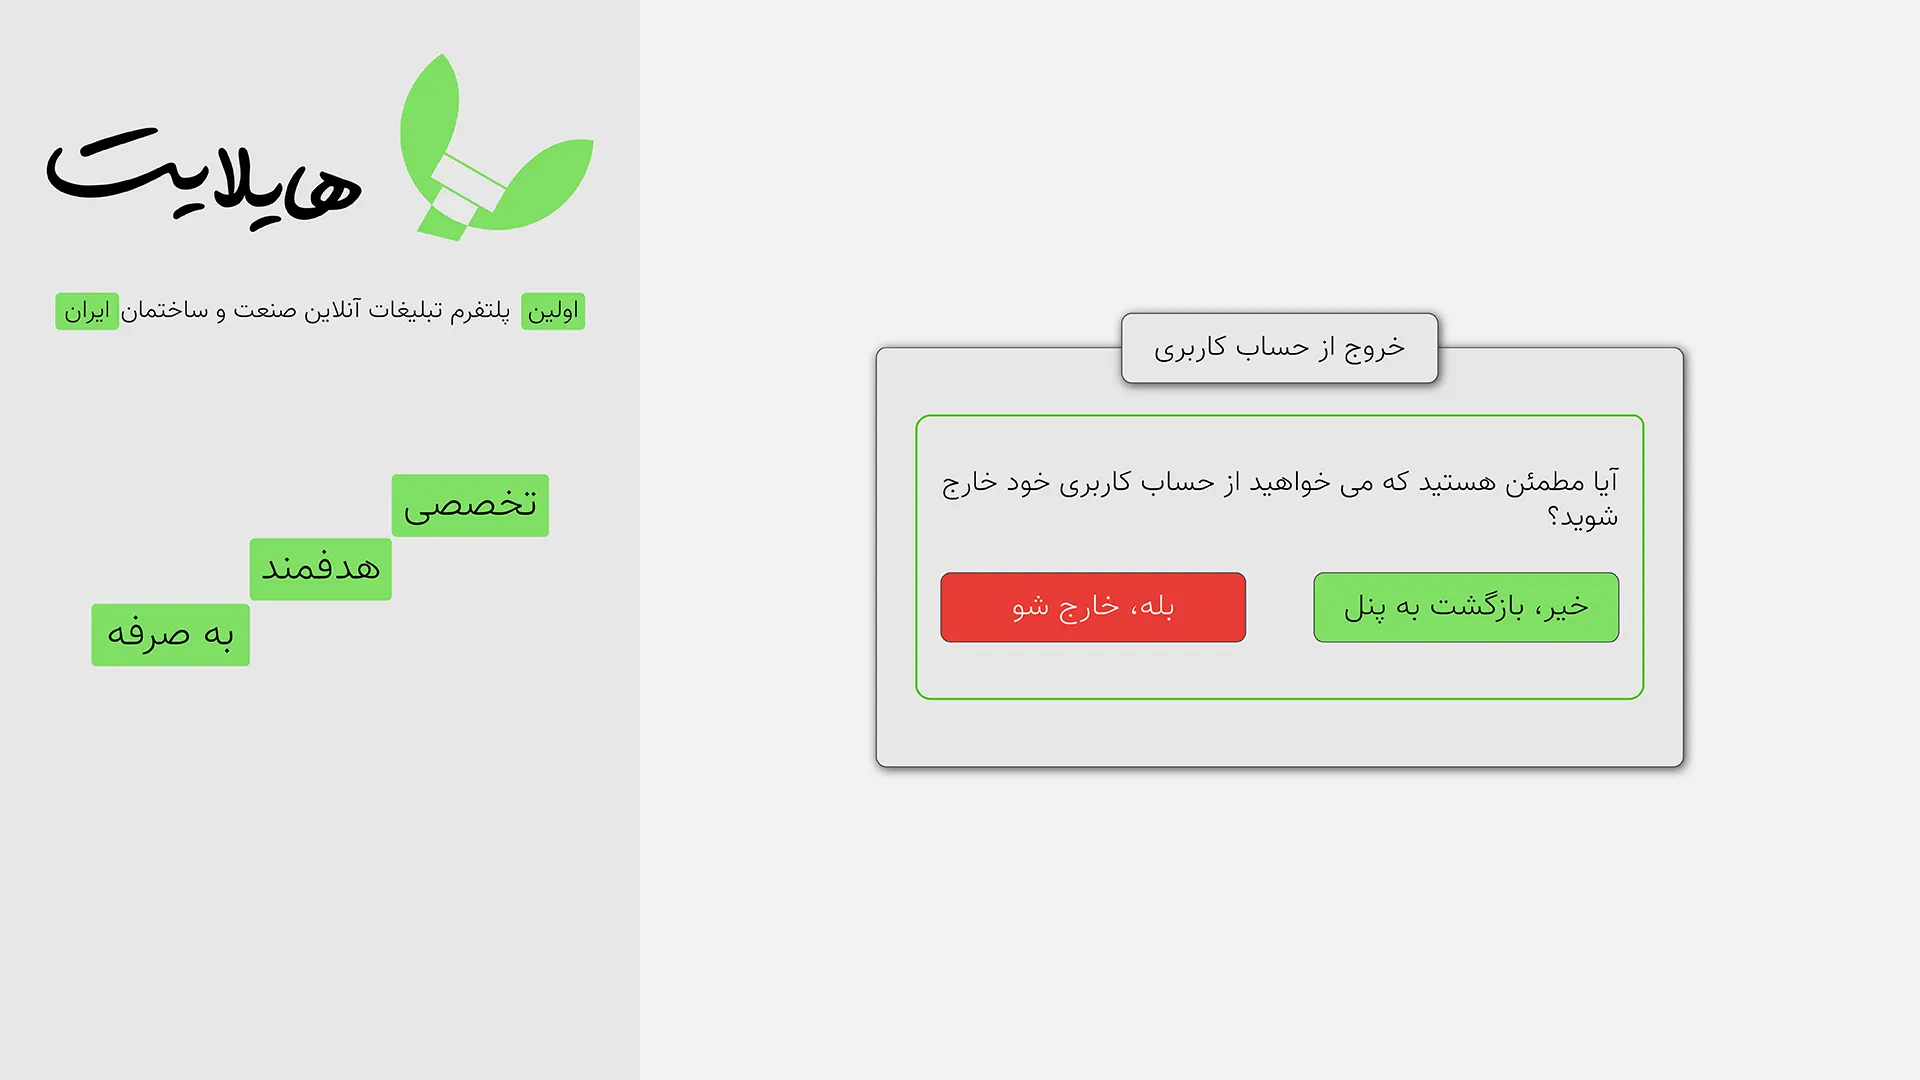 هایلایت
اولین پلتفرم تبلیغات آنلاین صنعت و ساختمان ایران
تخصصی
هدفمند
به صرفه
خروج از حساب کاربری
آیا مطمئن هستید که می خواهید از حساب کاربری خود خارج
شوید؟
خیر، بازگشت به پنل
بله، خارج شو